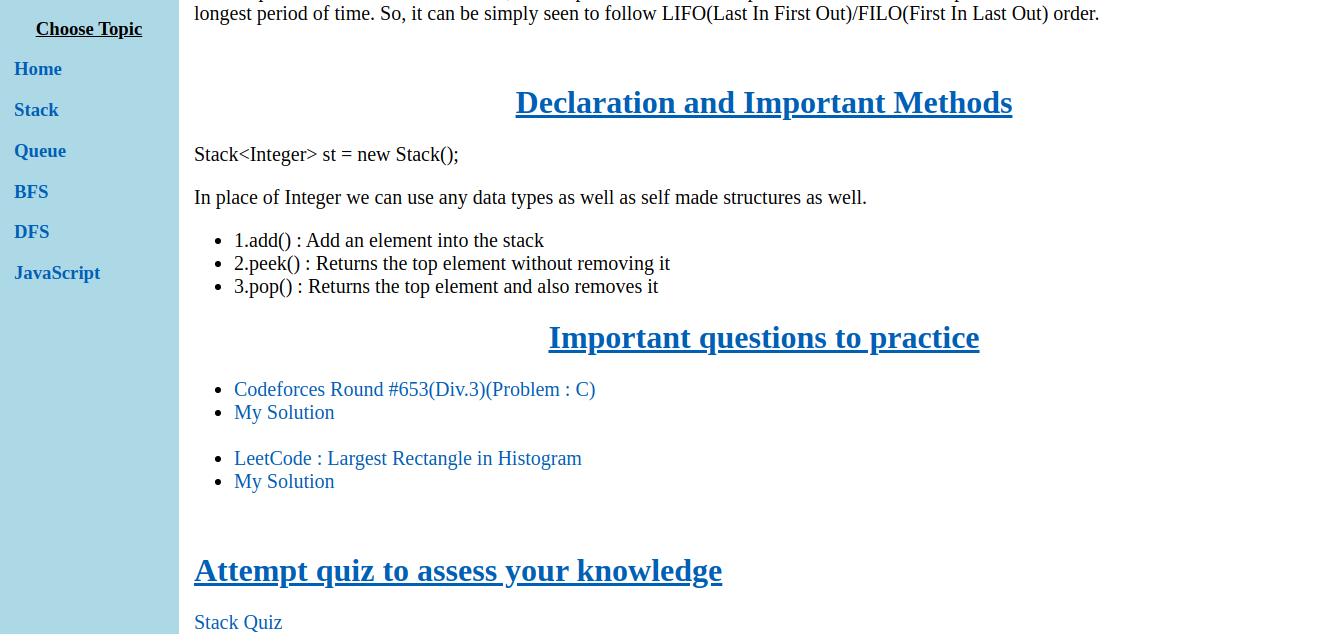 Choose Topic
Home
Stack
Queue
BFS
DFS
JavaScript
longest period of time. So, it can be simply seen to follow LIFO(Last In First Out)/FILO(First In Last Out) order.
Declaration and Important Methods
Stack<Integer> st = new Stack();
In place of Integer we can use any data types as well as self made structures as well.
1.add() : Add an element into the stack
2.peek() : Returns the top element without removing it
3.pop() : Returns the top element and also removes it
Important questions to practice
Codeforces Round #653(Div.3)(Problem : C)
My Solution
LeetCode : Largest Rectangle in Histogram
My Solution
Attempt quiz to assess your knowledge
Stack Quiz